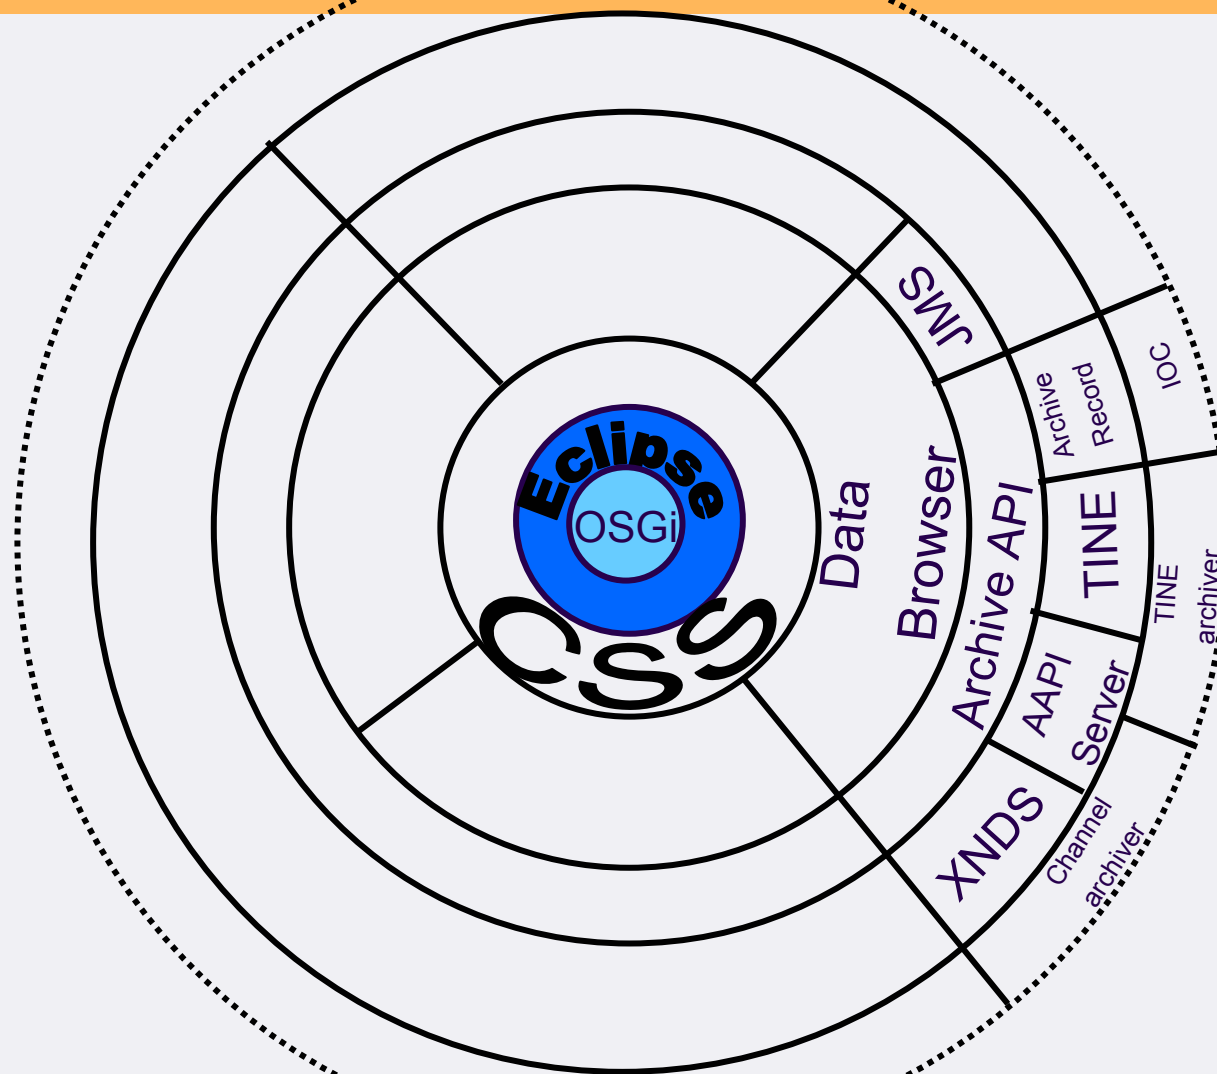 Eclipse
OSGi
CSS
Data
Browser
JMS
Archive API
Archive
Record
IOC
TINE
TINE
archiver
AAPI
Server
XNDS
Channel
archiver